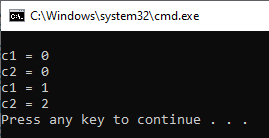 C:\Windows\system32\cmd.exe
c1 = 0
c2 = 0
c1 = 1
c2 = 2
Press any key to continue . . .